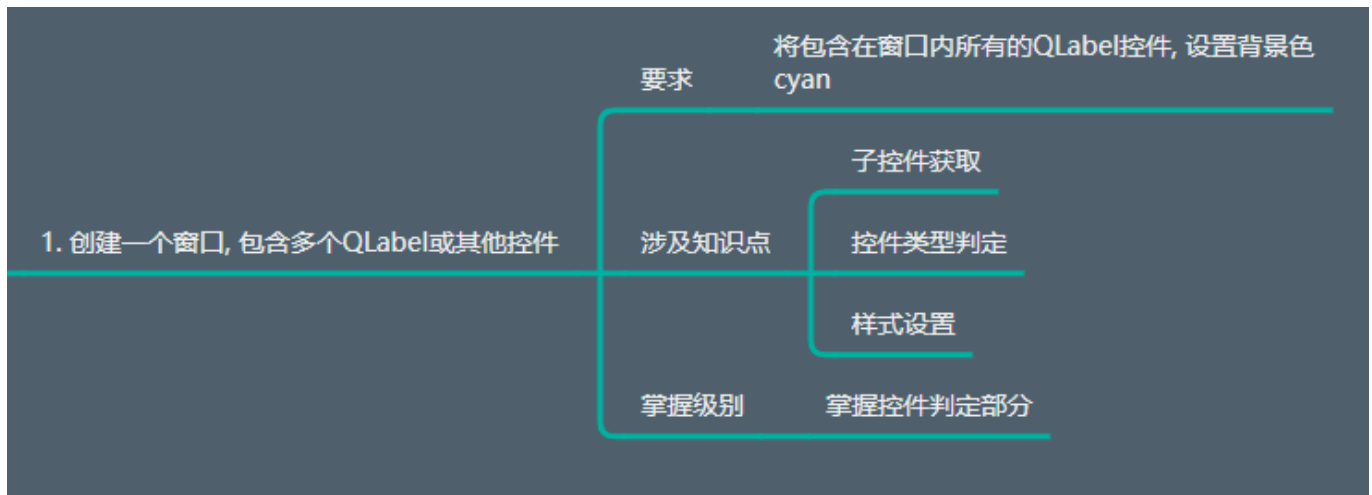 将包含在窗口内所有的QLabel控件, 设置背景色
cyan
要求
子控件获取
1. 创建一个窗口, 包含多个QLabel或其他控件
涉及知识点
控件类型判定
样式设置
掌握级别
掌握控件判定部分